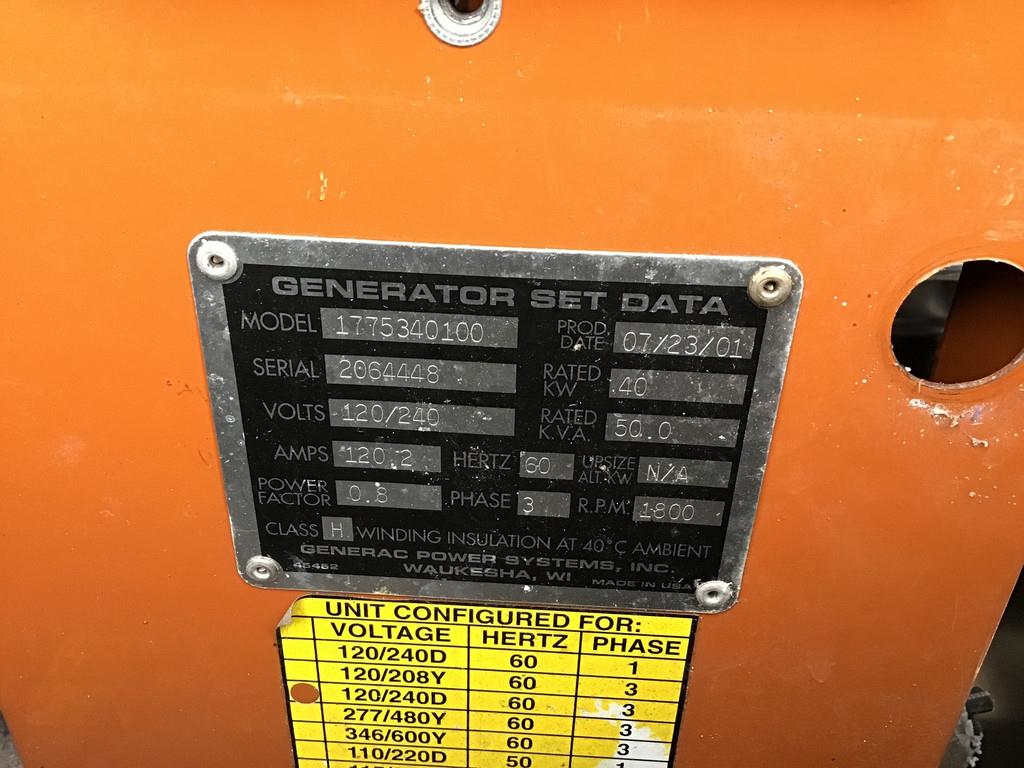 GENERATOR SET DATA
MODEL 1775340100 PROD. DATE 07/23/01
SERIAL 2064448 RATED KW 40
VOLTS 120/240 RATED K.V.A. 50.0
AMPS 120.2 HERTZ 60 UPSIZE ALT. KW N/A
POWER FACTOR 0.8 PHASE 3 R.P.M. 1800
CLASS H WINDING INSULATION AT 40°C AMBIENT
GENERAC POWER SYSTEMS, INC.
45452 WAUKESHA, WI MADE IN USA
UNIT CONFIGURED FOR:
VOLTAGE HERTZ PHASE
120/240D 60 1
120/208Y 60 3
120/240D 60 3
277/480Y 60 3
346/600Y 60 3
110/220D 50 1